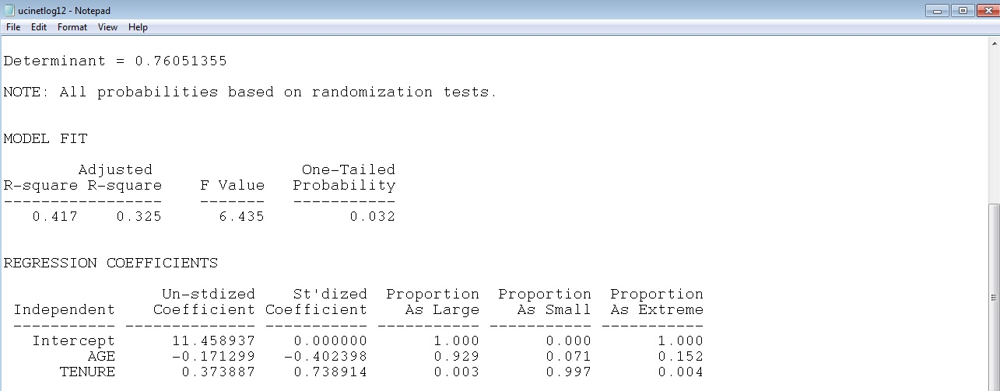 ucinetlog12 - Notepad
File Edit Format View Help
Determinant = 0.76051355
NOTE: All probabilities based on randomization tests.
MODEL FIT
Adjusted One-Tailed
R-square R-square F Value Probability
----------------- ------- -----------
0.417 0.325 6.435 0.032
REGRESSION COEFFICIENTS
Un-stdized St'dized Proportion Proportion Proportion
Independent Coefficient Coefficient As Large As Small As Extreme
----------- -------------- ----------- ----------- ----------- -----------
Intercept 11.458937 0.000000 1.000 0.000 1.000
AGE -0.171299 -0.402398 0.929 0.071 0.152
TENURE 0.373887 0.738914 0.003 0.997 0.004